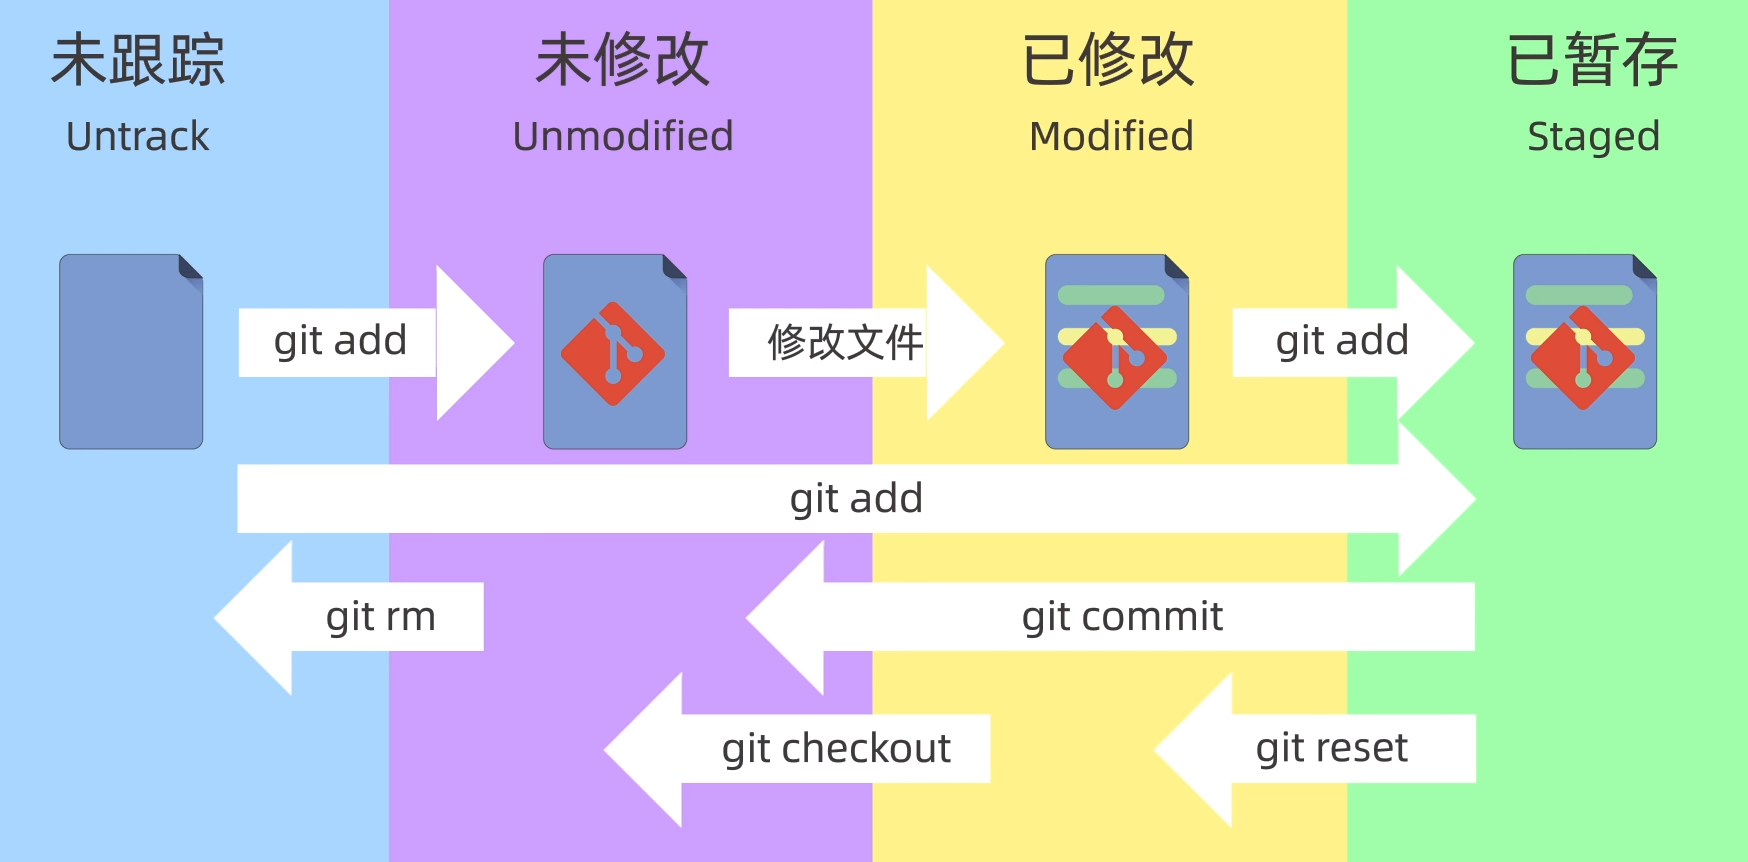 未跟踪
Untrack
未修改
Unmodified
已修改
Modified
已暂存
Staged
git add
修改文件
git add
git add
git rm
git commit
git checkout
git reset